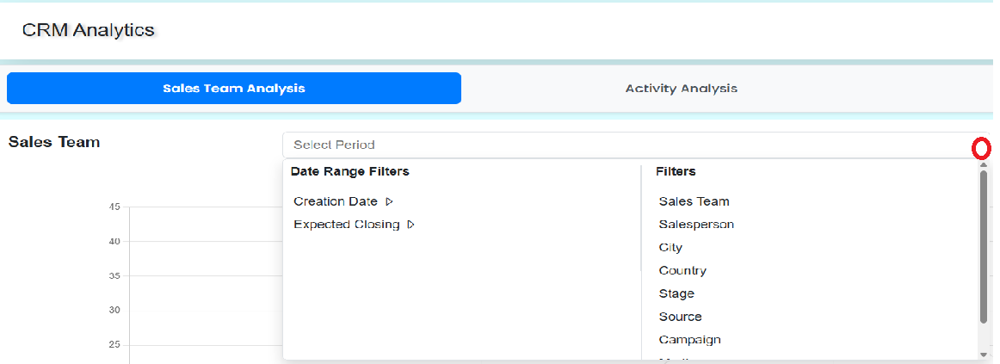 CRM Analytics
Sales Team Analysis
Activity Analysis
Sales Team
Select Period
Date Range Filters
Creation Date
Expected Closing
Filters
Sales Team
Salesperson
City
Country
Stage
Source
Campaign
45
40
35
30
25